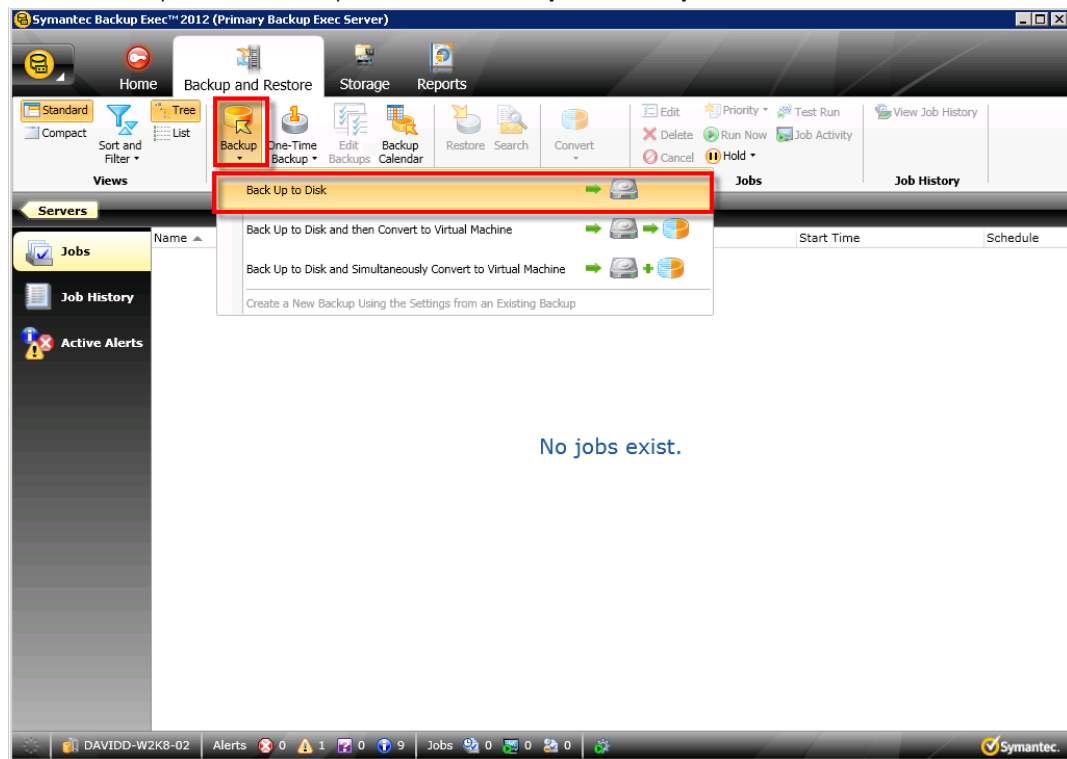 Symantec Backup Exec™ 2012 (Primary Backup Exec Server)
Home
Backup and Restore
Storage
Reports
Standard
Compact
Sort and
Filter
Tree
List
Views
Backup
One-Time
Backup
Edit
Backups
Backup
Calendar
Restore
Search
Convert
Edit
Delete
Cancel
Priority
Run Now
Hold
Test Run
Job Activity
Jobs
View Job History
Job History
Back Up to Disk
Back Up to Disk and then Convert to Virtual Machine
Back Up to Disk and Simultaneously Convert to Virtual Machine
Create a New Backup Using the Settings from an Existing Backup
Servers
Jobs
Job History
Active Alerts
Name
Start Time
Schedule
No jobs exist.
DAVIDD-W2K8-02
Alerts 0 1 0 9
Jobs 0 0 0
Symantec.